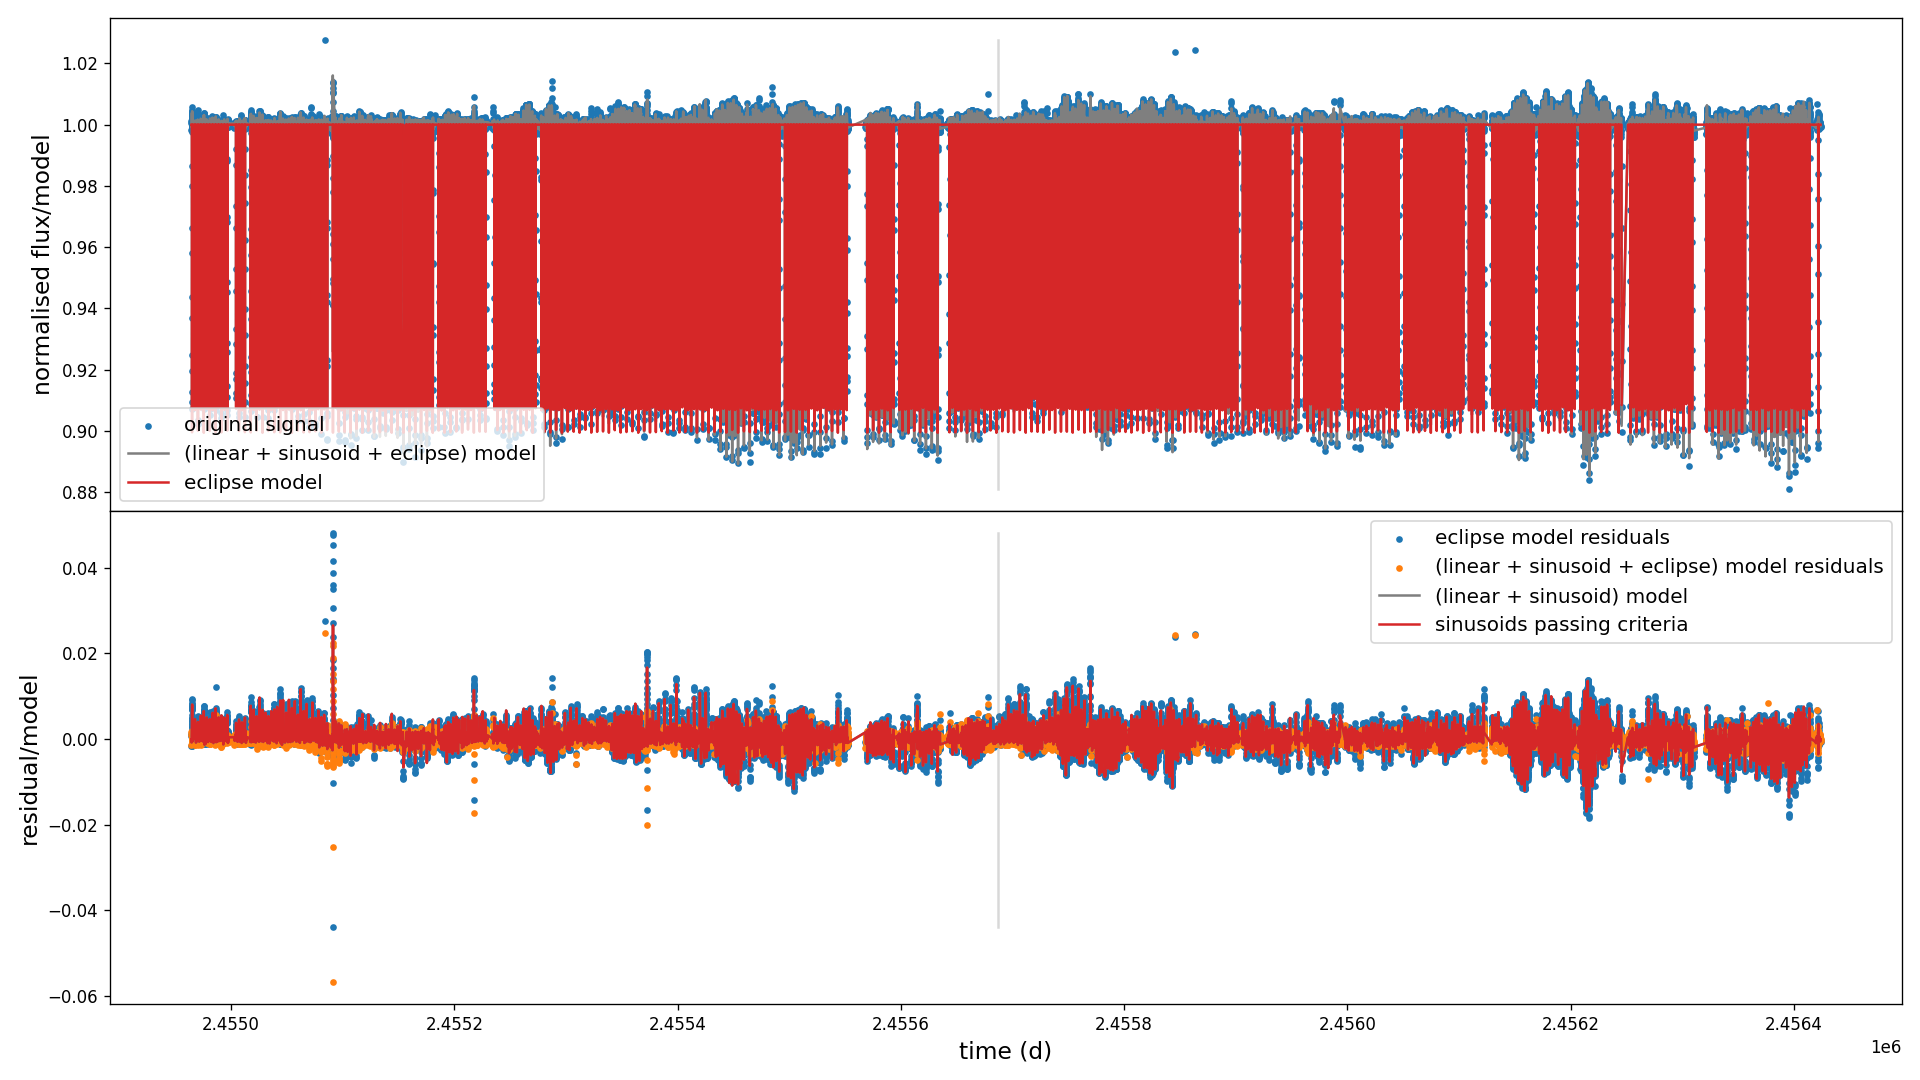 normalised flux/model
1.02
1.00
0.98
0.96
0.94
0.92
0.90
0.88
original signal
(linear + sinusoid + eclipse) model
eclipse model
residual/model
0.04
0.02
0.00
−0.02
−0.04
−0.06
eclipse model residuals
(linear + sinusoid + eclipse) model residuals
(linear + sinusoid) model
sinusoids passing criteria
2.4550 2.4552 2.4554 2.4556 2.4558 2.4560 2.4562 2.4564
time (d)
1e6